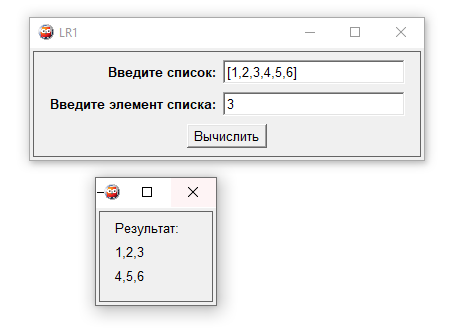 LR1
Введите список: [1,2,3,4,5,6]
Введите элемент списка: 3
Вычислить
Результат:
1,2,3
4,5,6